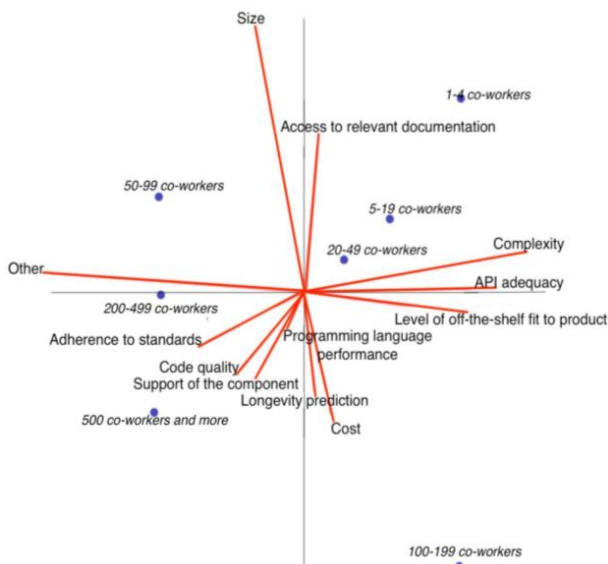 Size
1-4 co-workers
Access to relevant documentation
50-99 co-workers
5-19 co-workers
20-49 co-workers
Complexity
Other
API adequacy
200-499 co-workers
Level of off-the-shelf fit to product
Adherence to standards
Programming language
performance
Code quality
Support of the component
Longevity prediction
500 co-workers and more
Cost
100-199 co-workers